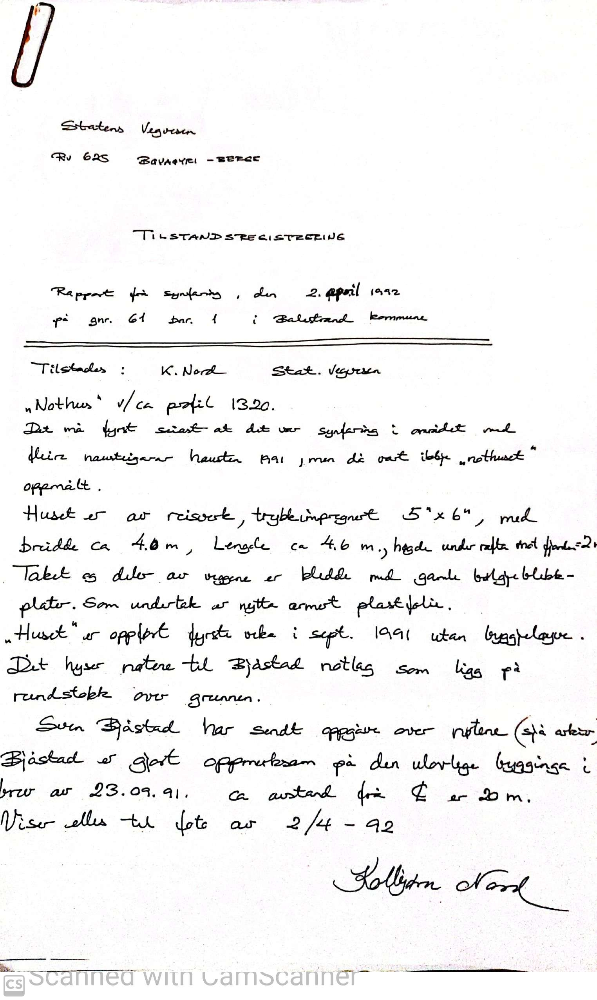 Statens Vegvesen
Rv 625 BØYAØYRI - BERGE
TILSTANDSREGISTRERING
Rapport frå synfaring, den 2. april 1992
på gnr. 61 bnr. 1 i Balestrand kommune
Tilstades : K. Nord Stat. Vegvesen
„Nothus" v/ca profil 1320.
Det må fyrst seiast at det var synfaring i området med
fleire nausteigarar hausten 1991, men då vart ikkje „nothuset"
oppmålt.
Huset er av reisverk, trykkimpregnert 5" x 6", med
breidde ca 4.0 m, Lengde ca 4.6 m., høgde under rafta mot fjorden = 2
Taket og deler av veggene er kledde med gamle bølgjeblekk-
plater. Som undertak er nytta armert plastfolie.
„Huset" er oppført fyrste veka i sept. 1991 utan byggjeløyve.
Det hyser nøtene til Bjåstad notlag som ligg på
rundstokk over grunnen.
Sven Bjåstad har sendt oppgåve over nøtene (sjå arkiv)
Bjåstad er gjort oppmerksam på den ulovlege bygginga i
brev av 23.09.91. ca avstand frå ℄ er 20 m.
Viser elles til foto av 2/4 - 92
Kolbjørn Nord
CS Scanned with CamScanner